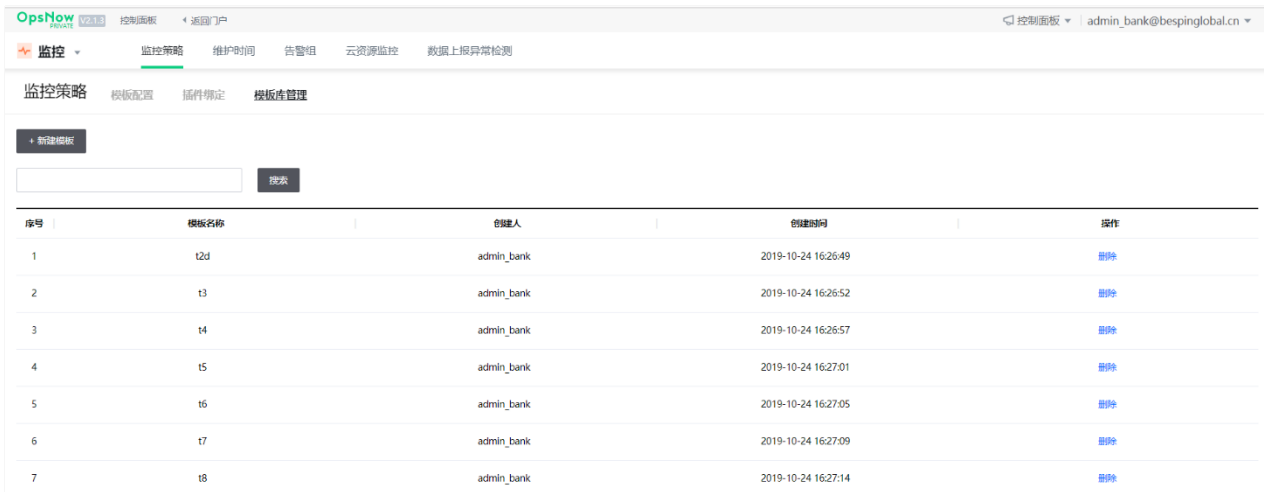 OpsNow PRIVATE V2.1.3 控制面板 返回门户 控制面板 admin_bank@bespinglobal.cn
监控 监控策略 维护时间 告警组 云资源监控 数据上报异常检测
监控策略 模板配置 插件绑定 模板库管理
+ 新建模板
搜索
序号 模板名称 创建人 创建时间 操作
1 t2d admin_bank 2019-10-24 16:26:49 删除
2 t3 admin_bank 2019-10-24 16:26:52 删除
3 t4 admin_bank 2019-10-24 16:26:57 删除
4 t5 admin_bank 2019-10-24 16:27:01 删除
5 t6 admin_bank 2019-10-24 16:27:05 删除
6 t7 admin_bank 2019-10-24 16:27:09 删除
7 t8 admin_bank 2019-10-24 16:27:14 删除